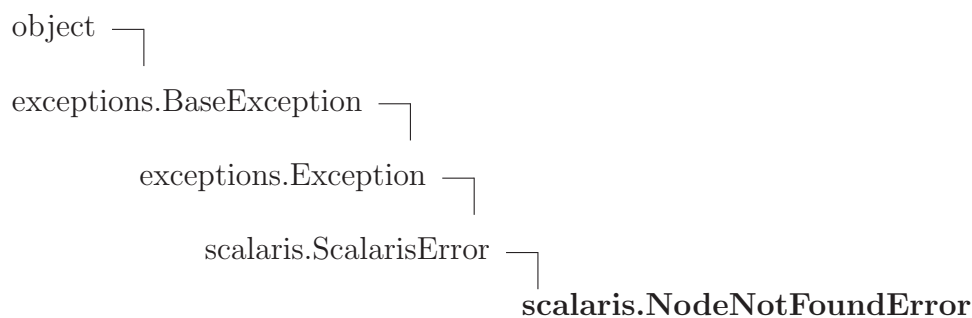 object
exceptions.BaseException
exceptions.Exception
scalaris.ScalarisError
scalaris.NodeNotFoundError